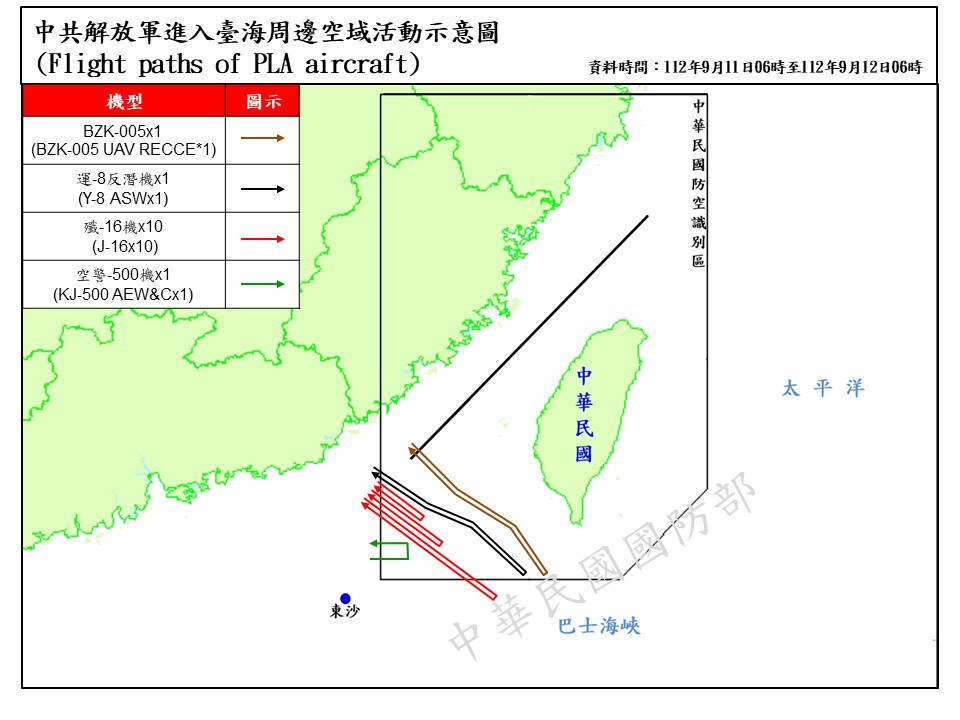 中共解放軍進入臺海周邊空域活動示意圖
(Flight paths of PLA aircraft)
資料時間：112年9月11日06時至112年9月12日06時
機型 圖示
BZK-005x1
(BZK-005 UAV RECCE*1)
運-8反潛機x1
(Y-8 ASWx1)
殲-16機x10
(J-16x10)
空警-500機x1
(KJ-500 AEW&Cx1)
中華民國防空識別區
中華民國
太平洋
東沙
巴士海峽
中華民國國防部